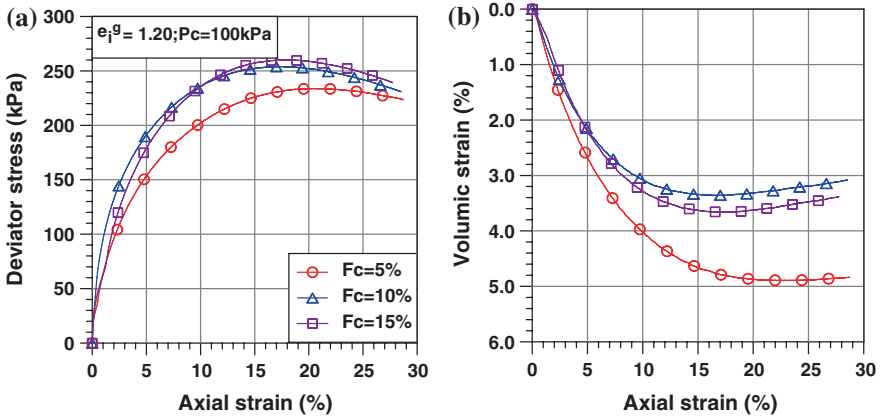 (a)
e_i^g = 1.20;Pc=100kPa
Deviator stress (kPa)
300
250
200
150
100
50
0
Fc=5%
Fc=10%
Fc=15%
0 5 10 15 20 25 30
Axial strain (%)
(b)
Volumic strain (%)
0.0
1.0
2.0
3.0
4.0
5.0
6.0
0 5 10 15 20 25 30
Axial strain (%)